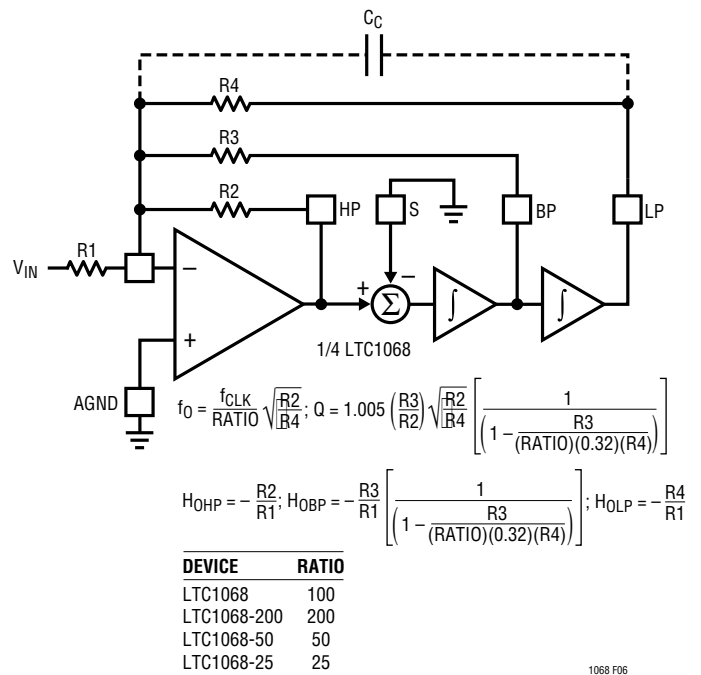 C_C
R4
R3
R2
HP
S
BP
LP
R1
V_IN
−
+
+
−
Σ
∫
∫
1/4 LTC1068
AGND
f_O = f_CLK/RATIO √(R2/R4); Q = 1.005 (R3/R2) √(R2/R4) [1/(1 − R3/((RATIO)(0.32)(R4)))]
H_OHP = − R2/R1; H_OBP = − R3/R1 [1/(1 − R3/((RATIO)(0.32)(R4)))]; H_OLP = − R4/R1
DEVICE RATIO
LTC1068 100
LTC1068-200 200
LTC1068-50 50
LTC1068-25 25
1068 F06